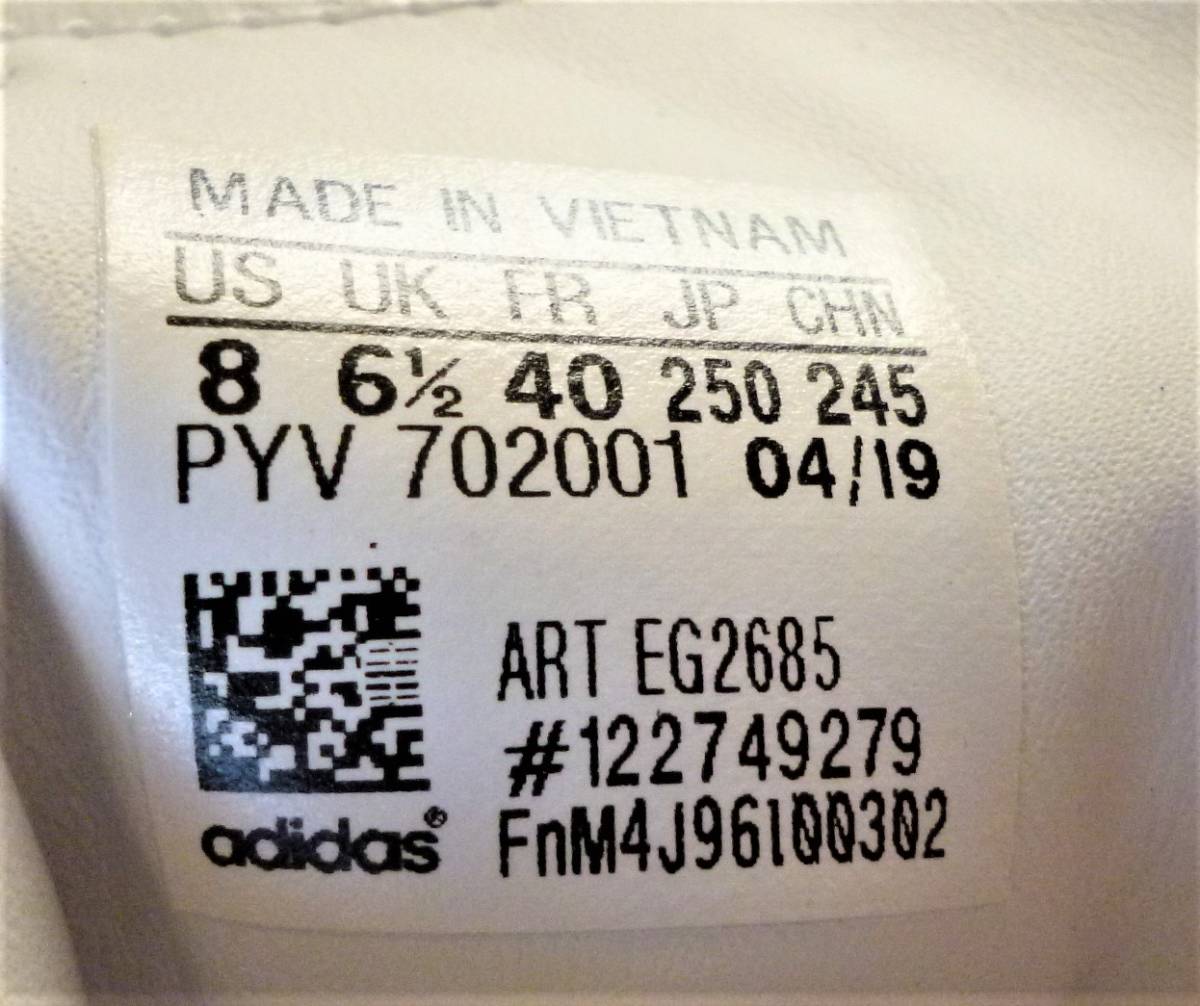 MADE IN VIETNAM
US UK FR JP CHN
8 6½ 40 250 245
PYV 702001 04/19
ART EG2685
#122749279
adidas® FnM4J96100302